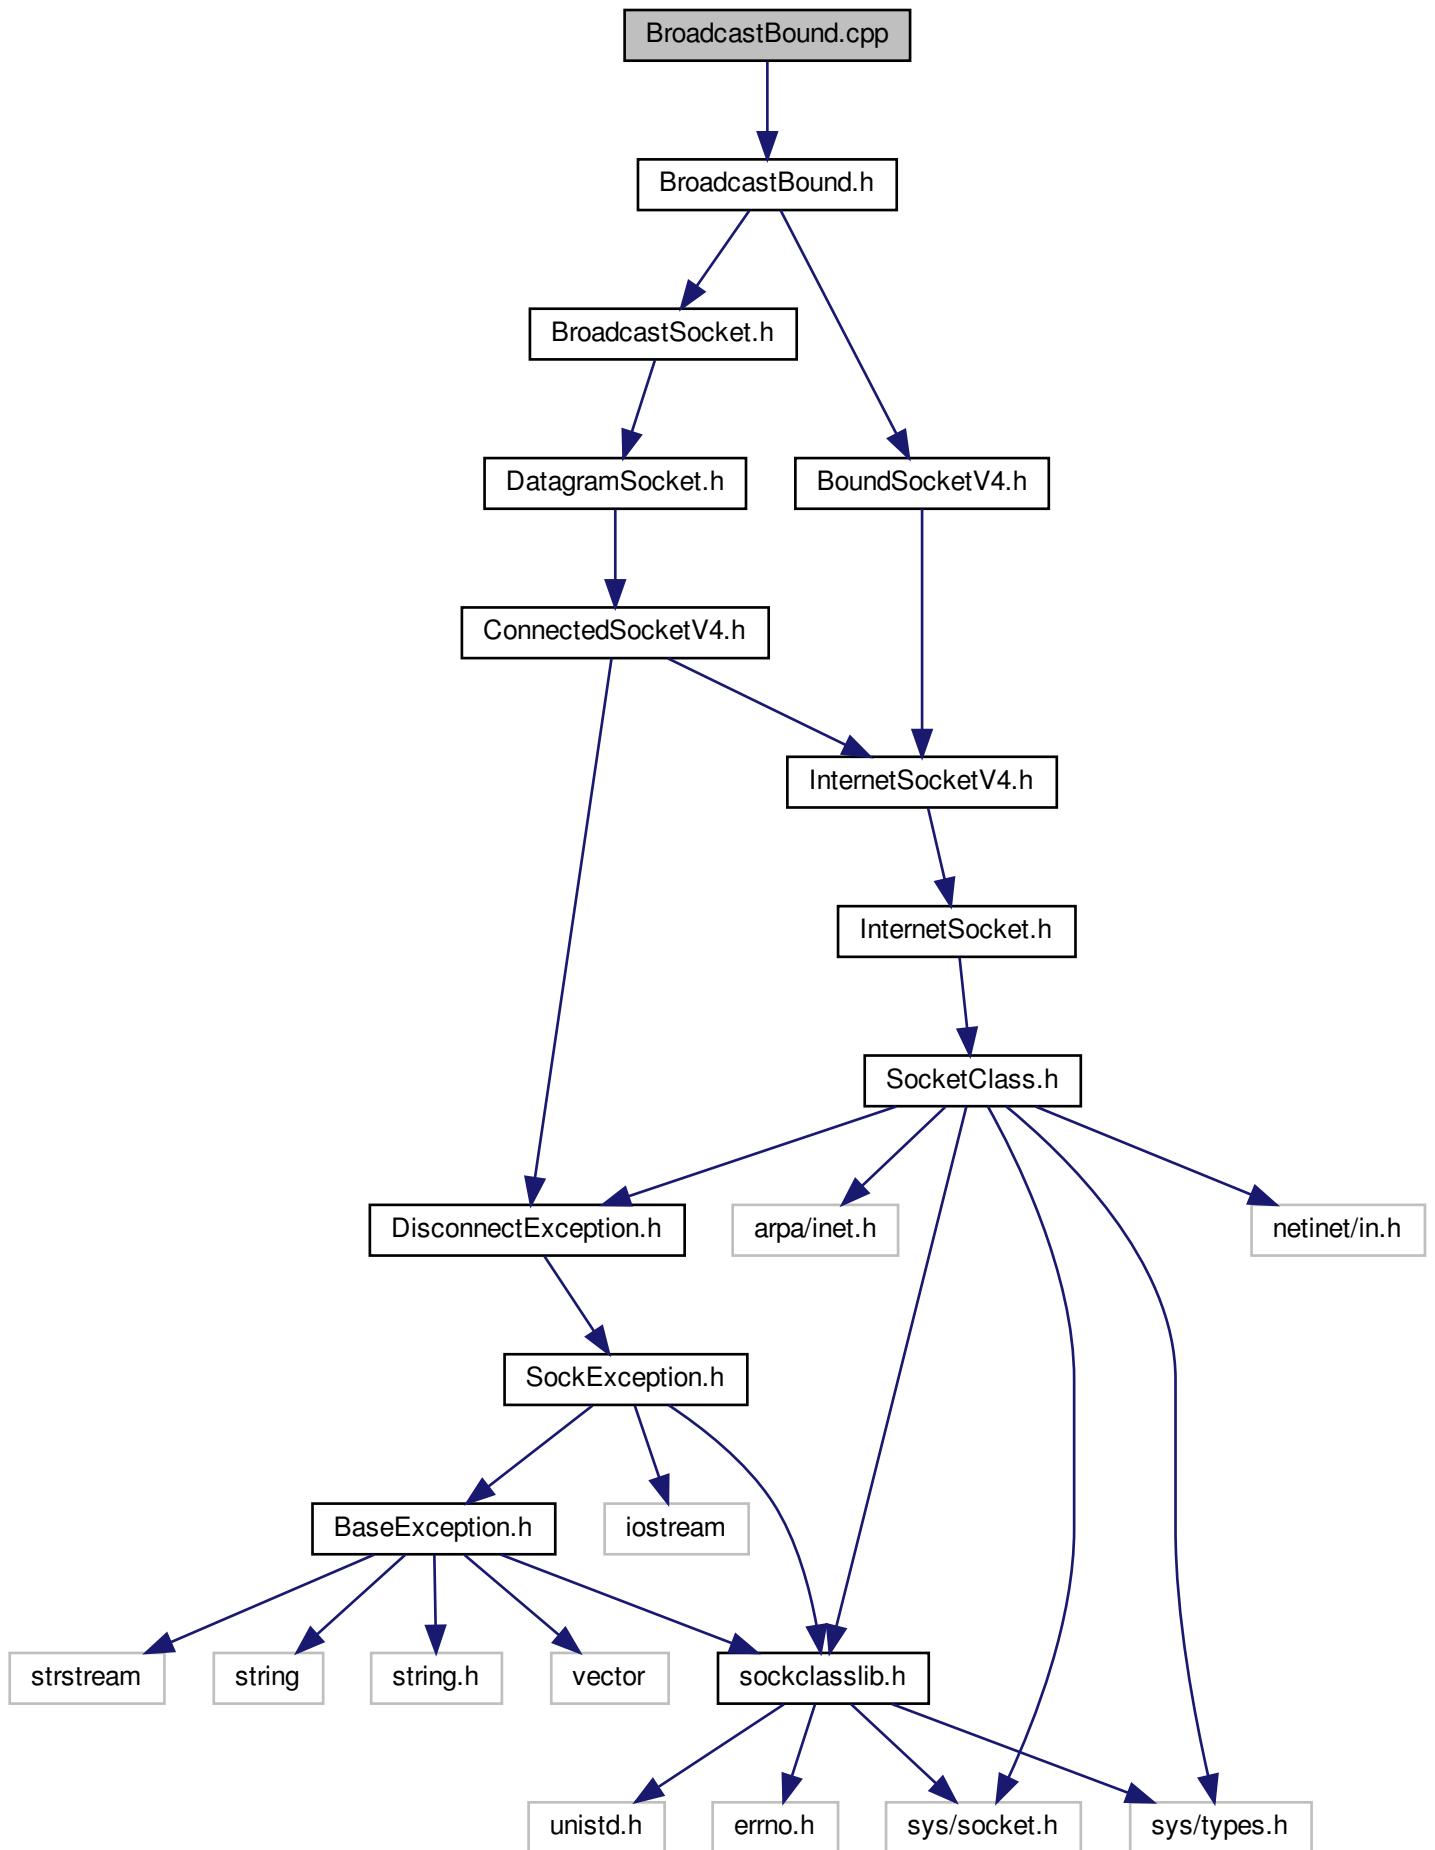 BroadcastBound.cpp
BroadcastBound.h
BroadcastSocket.h
DatagramSocket.h
BoundSocketV4.h
ConnectedSocketV4.h
InternetSocketV4.h
InternetSocket.h
SocketClass.h
DisconnectException.h
arpa/inet.h
netinet/in.h
SockException.h
BaseException.h
iostream
strstream
string
string.h
vector
sockclasslib.h
unistd.h
errno.h
sys/socket.h
sys/types.h